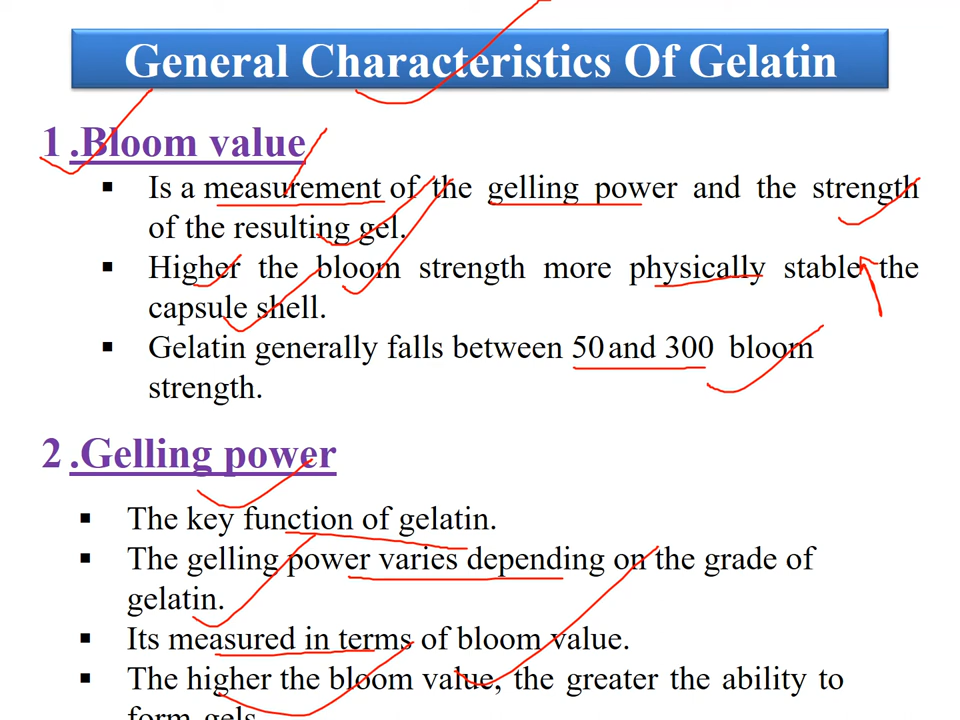 General Characteristics Of Gelatin
1 .Bloom value
▪ Is a measurement of the gelling power and the strength
of the resulting gel.
▪ Higher the bloom strength more physically stable the
capsule shell.
▪ Gelatin generally falls between 50 and 300 bloom
strength.
2 .Gelling power
▪ The key function of gelatin.
▪ The gelling power varies depending on the grade of
gelatin.
▪ Its measured in terms of bloom value.
▪ The higher the bloom value, the greater the ability to
form gels